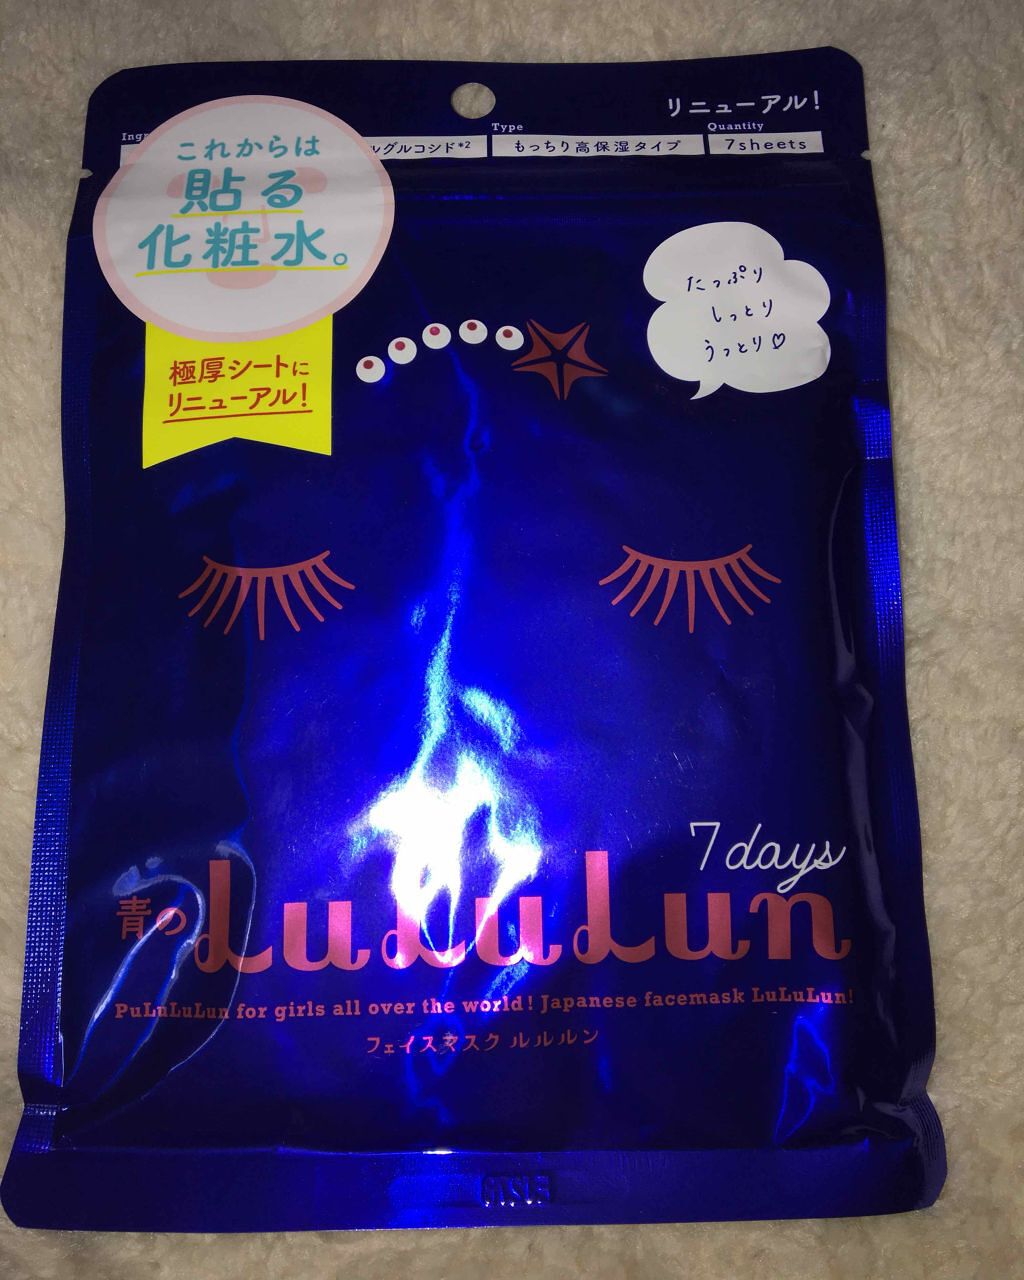 リニューアル!
Type
Quantity
ルグルコシド*2
もっちり高保湿タイプ
7sheets
これからは
貼る
化粧水。
極厚シートに
リニューアル!
たっぷり
しっとり
うっとり♡
7days
青の LuLuLun
PuLuLuLun for girls all over the world! Japanese facemask LuLuLun!
フェイスマスク ルルルン